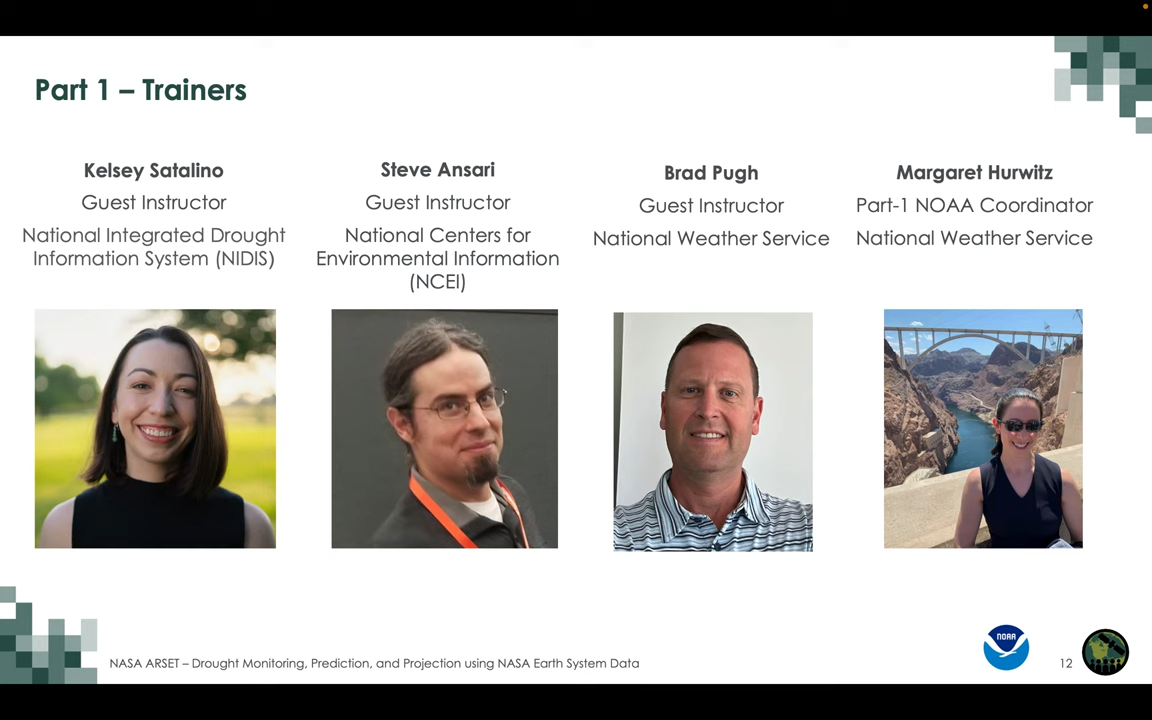 Part 1 – Trainers
Kelsey Satalino
Guest Instructor
National Integrated Drought
Information System (NIDIS)
Steve Ansari
Guest Instructor
National Centers for
Environmental Information
(NCEI)
Brad Pugh
Guest Instructor
National Weather Service
Margaret Hurwitz
Part-1 NOAA Coordinator
National Weather Service
NASA ARSET – Drought Monitoring, Prediction, and Projection using NASA Earth System Data
NOAA
12